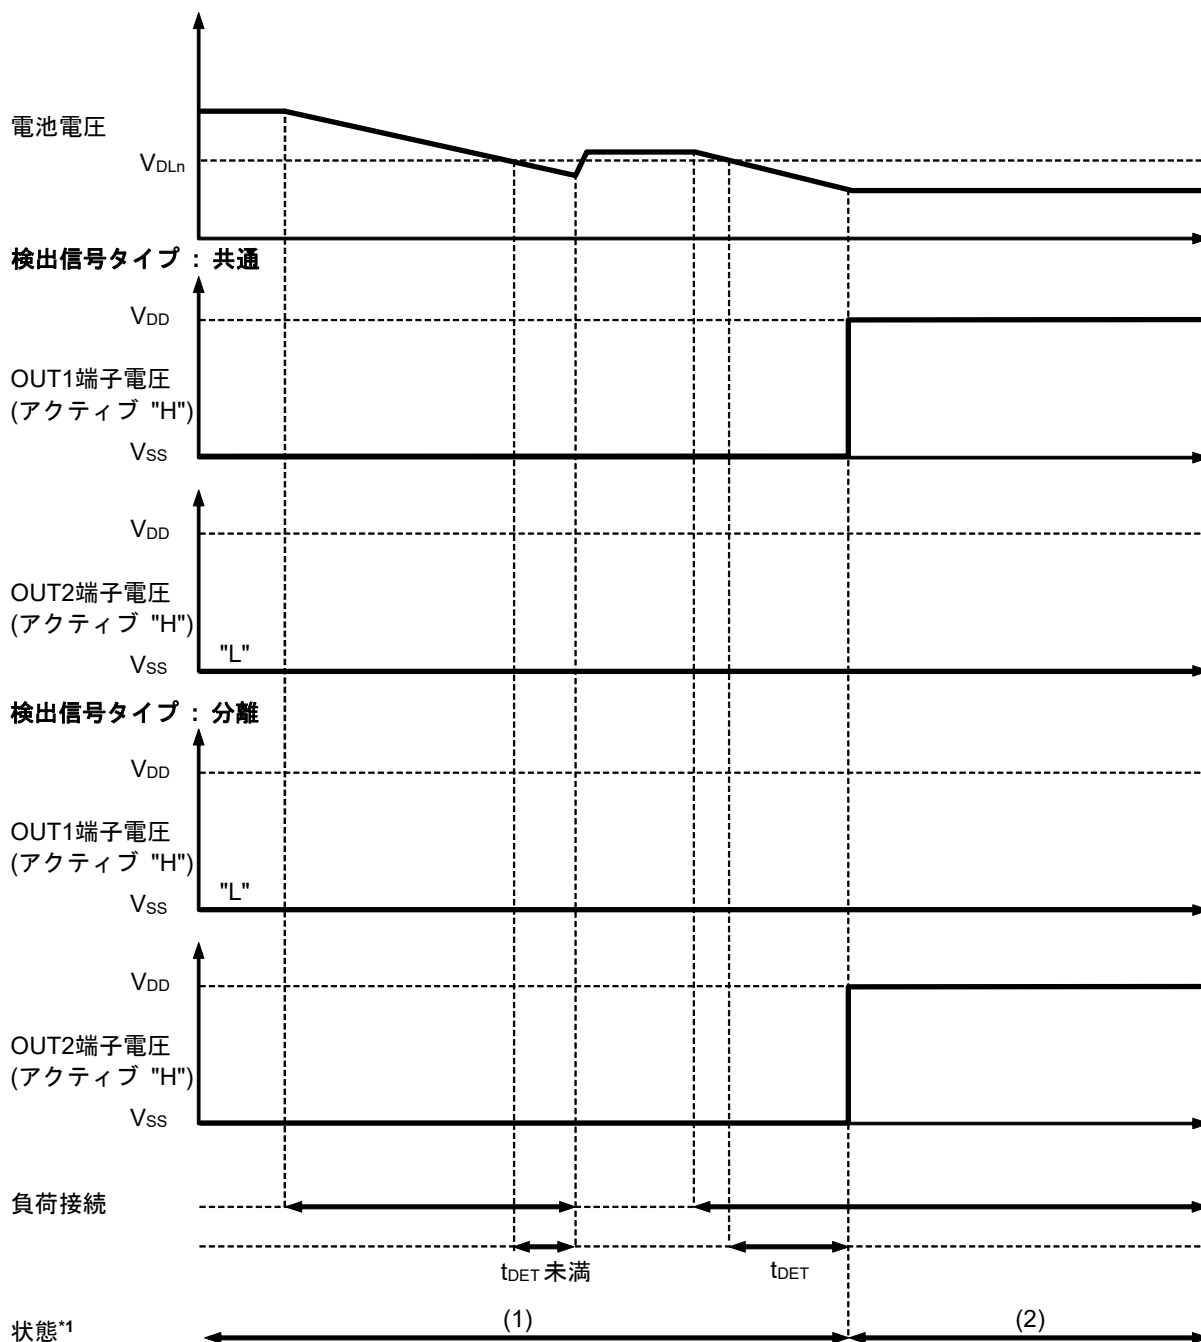 電池電圧
VDLn
検出信号タイプ : 共通
VDD
OUT1端子電圧
(アクティブ "H")
VSS
VDD
OUT2端子電圧
(アクティブ "H")
VSS
"L"
検出信号タイプ : 分離
VDD
OUT1端子電圧
(アクティブ "H")
VSS
"L"
VDD
OUT2端子電圧
(アクティブ "H")
VSS
負荷接続
tDET 未満
tDET
状態*1
(1)
(2)